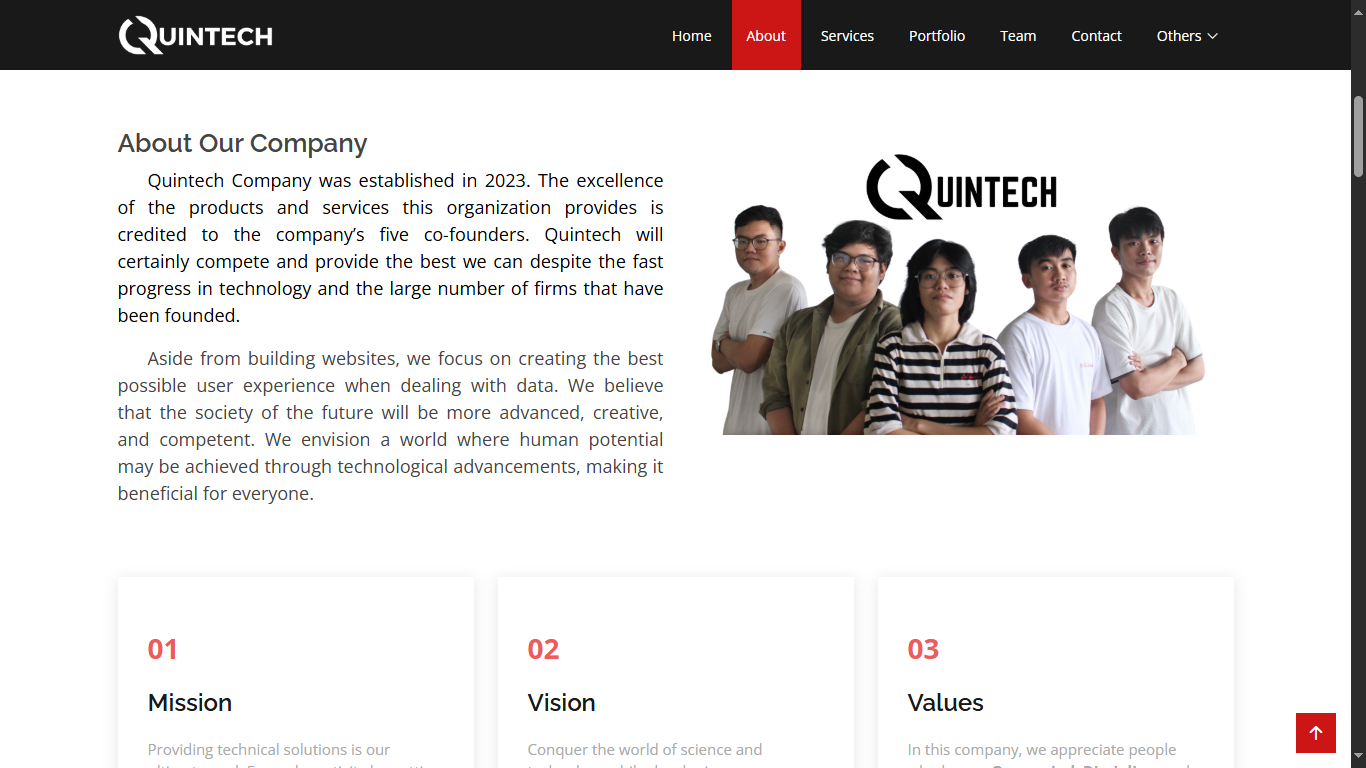 QUINTECH
Home
About
Services
Portfolio
Team
Contact
Others
About Our Company
Quintech Company was established in 2023. The excellence
of the products and services this organization provides is
credited to the company’s five co-founders. Quintech will
certainly compete and provide the best we can despite the fast
progress in technology and the large number of firms that have
been founded.
Aside from building websites, we focus on creating the best
possible user experience when dealing with data. We believe
that the society of the future will be more advanced, creative,
and competent. We envision a world where human potential
may be achieved through technological advancements, making it
beneficial for everyone.
QUINTECH
01
Mission
Providing technical solutions is our
02
Vision
Conquer the world of science and
03
Values
In this company, we appreciate people